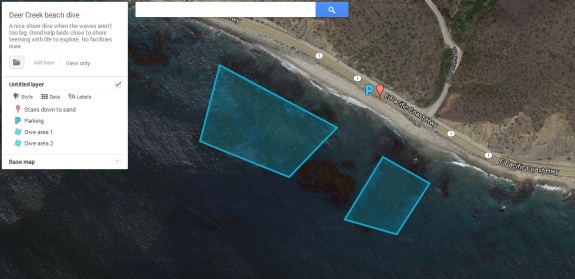 Deer Creek beach dive
A nice shore dive when the waves aren't
too big. Good kelp beds close to shore
teeming with life to explore. No facilities
more
Add layer
View only
Untitled layer
Style Data Labels
Stairs down to sand
Parking
Dive area 1
Dive area 2
Base map
1
1
P
E Pacific Coast Hwy
1
E Pacific Coast Hwy
1